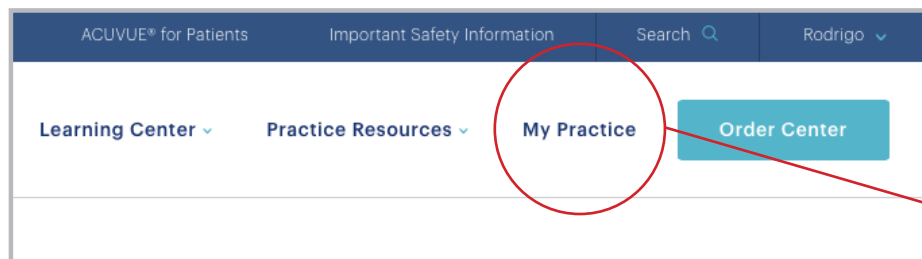 ACUVUE® for Patients Important Safety Information Search Rodrigo
Learning Center Practice Resources My Practice Order Center